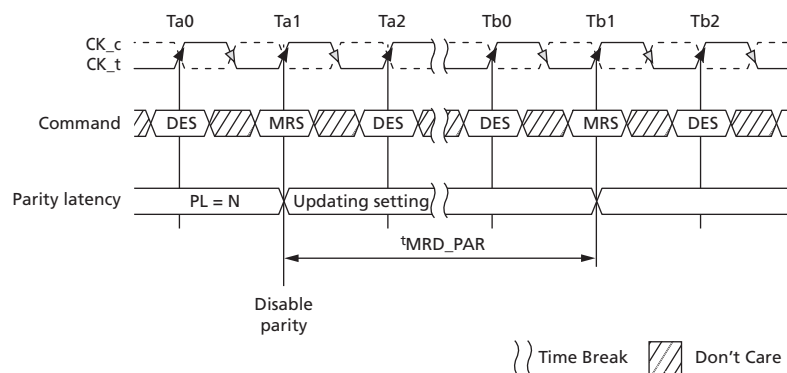 Ta0 Ta1 Ta2 Tb0 Tb1 Tb2
CK_c
CK_t
Command DES MRS DES DES MRS DES
Parity latency PL = N Updating setting
tMRD_PAR
Disable
parity
Time Break Don't Care